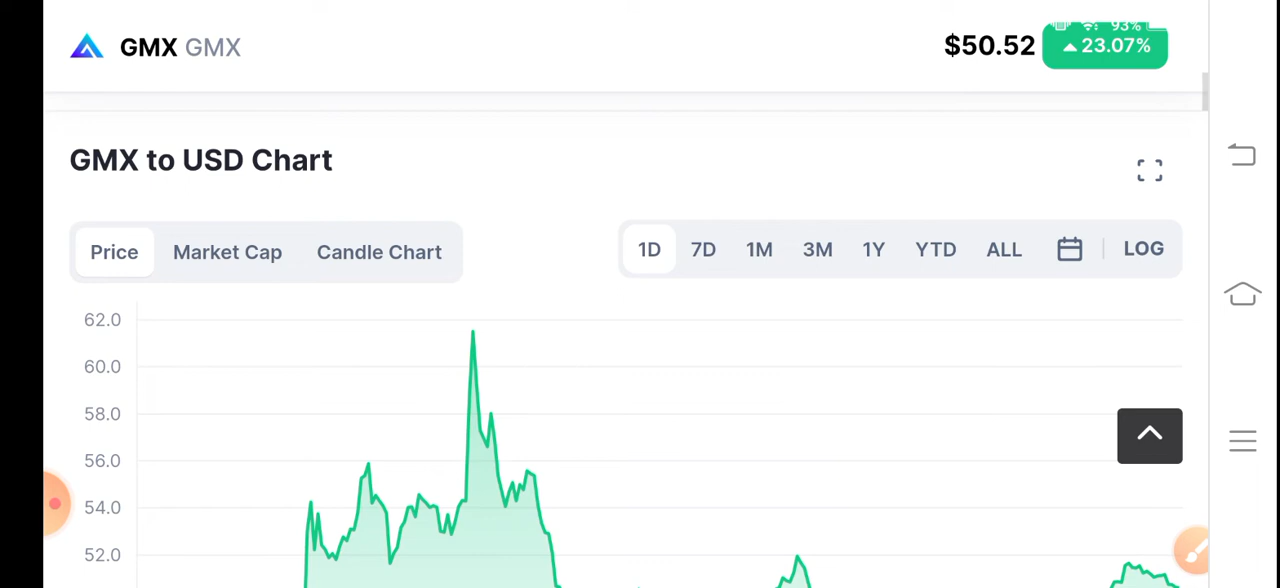 93%
GMX GMX
$50.52
23.07%
GMX to USD Chart
Price Market Cap Candle Chart
1D 7D 1M 3M 1Y YTD ALL LOG
62.0
60.0
58.0
56.0
54.0
52.0